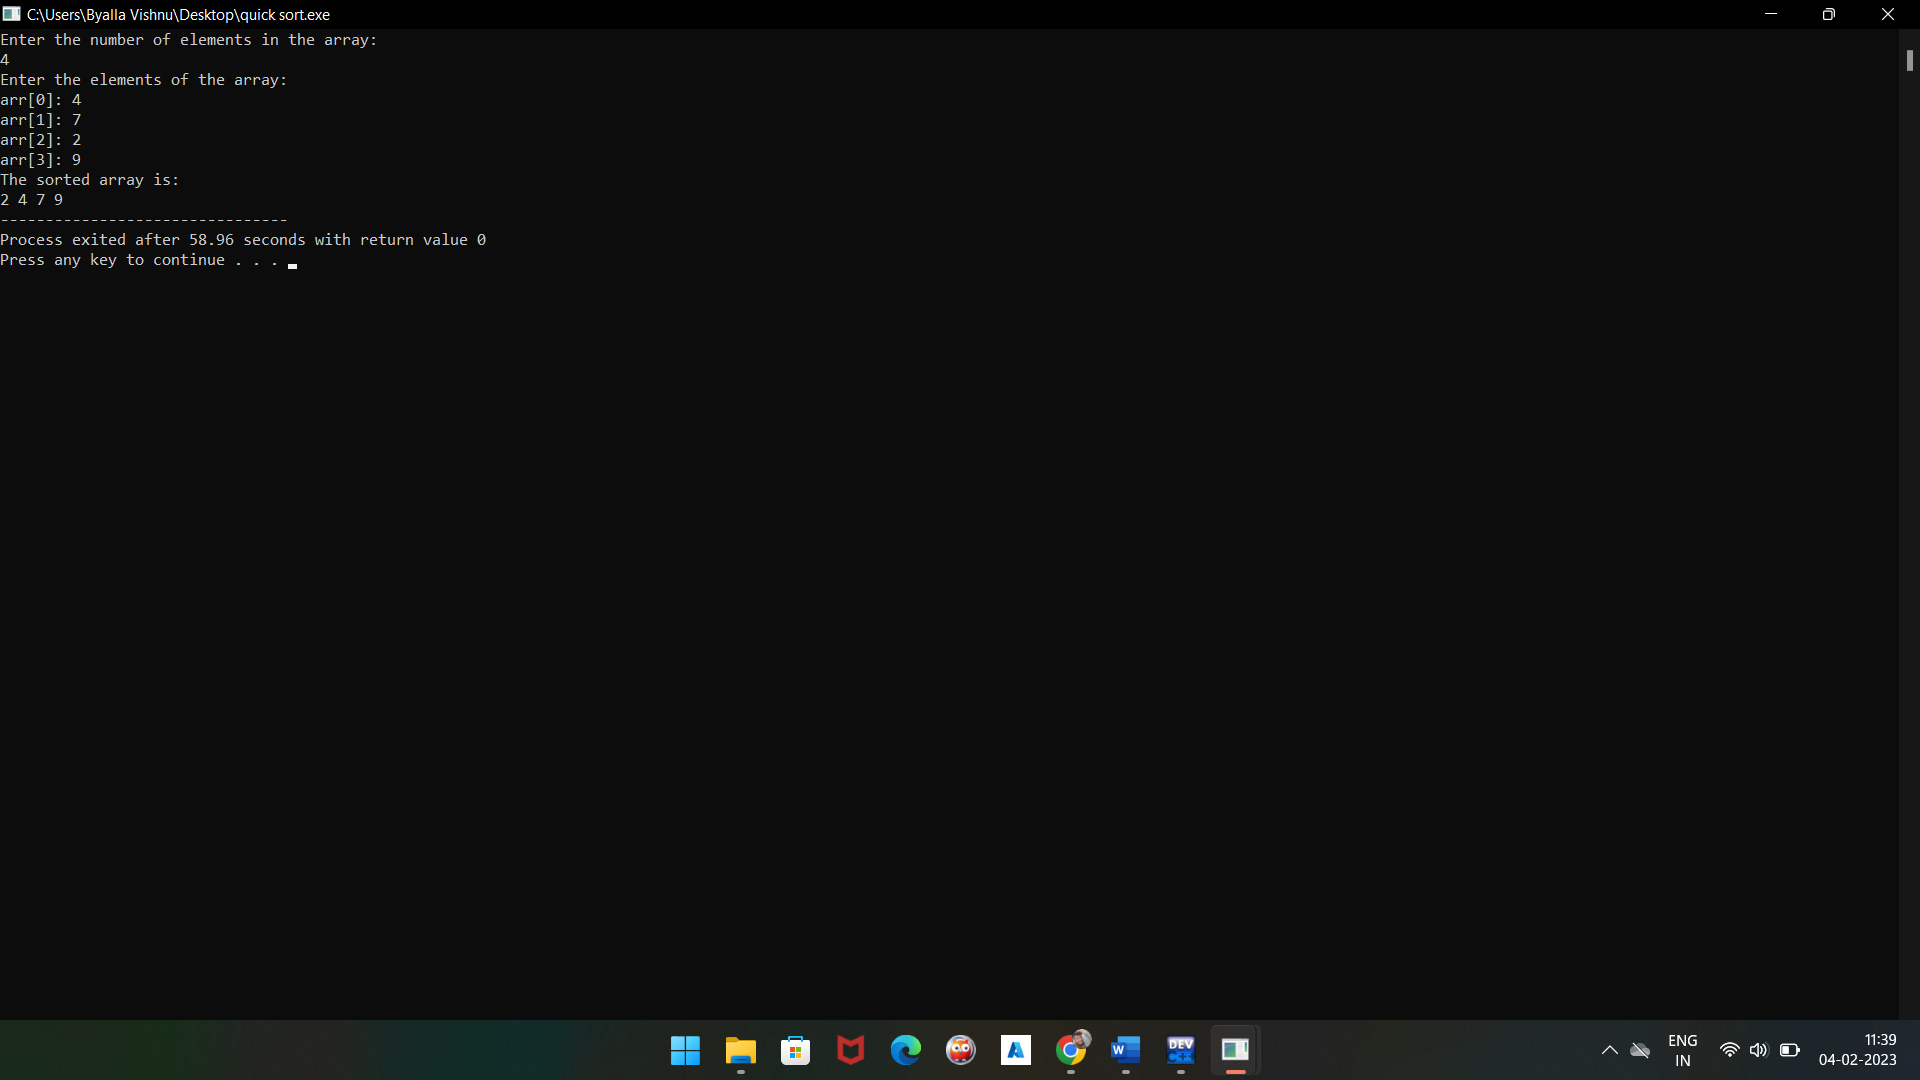 C:\Users\Byalla Vishnu\Desktop\quick sort.exe
Enter the number of elements in the array:
4
Enter the elements of the array:
arr[0]: 4
arr[1]: 7
arr[2]: 2
arr[3]: 9
The sorted array is:
2 4 7 9
--------------------------------
Process exited after 58.96 seconds with return value 0
Press any key to continue . . .
W
DEV
C++
ENG
IN
11:39
04-02-2023